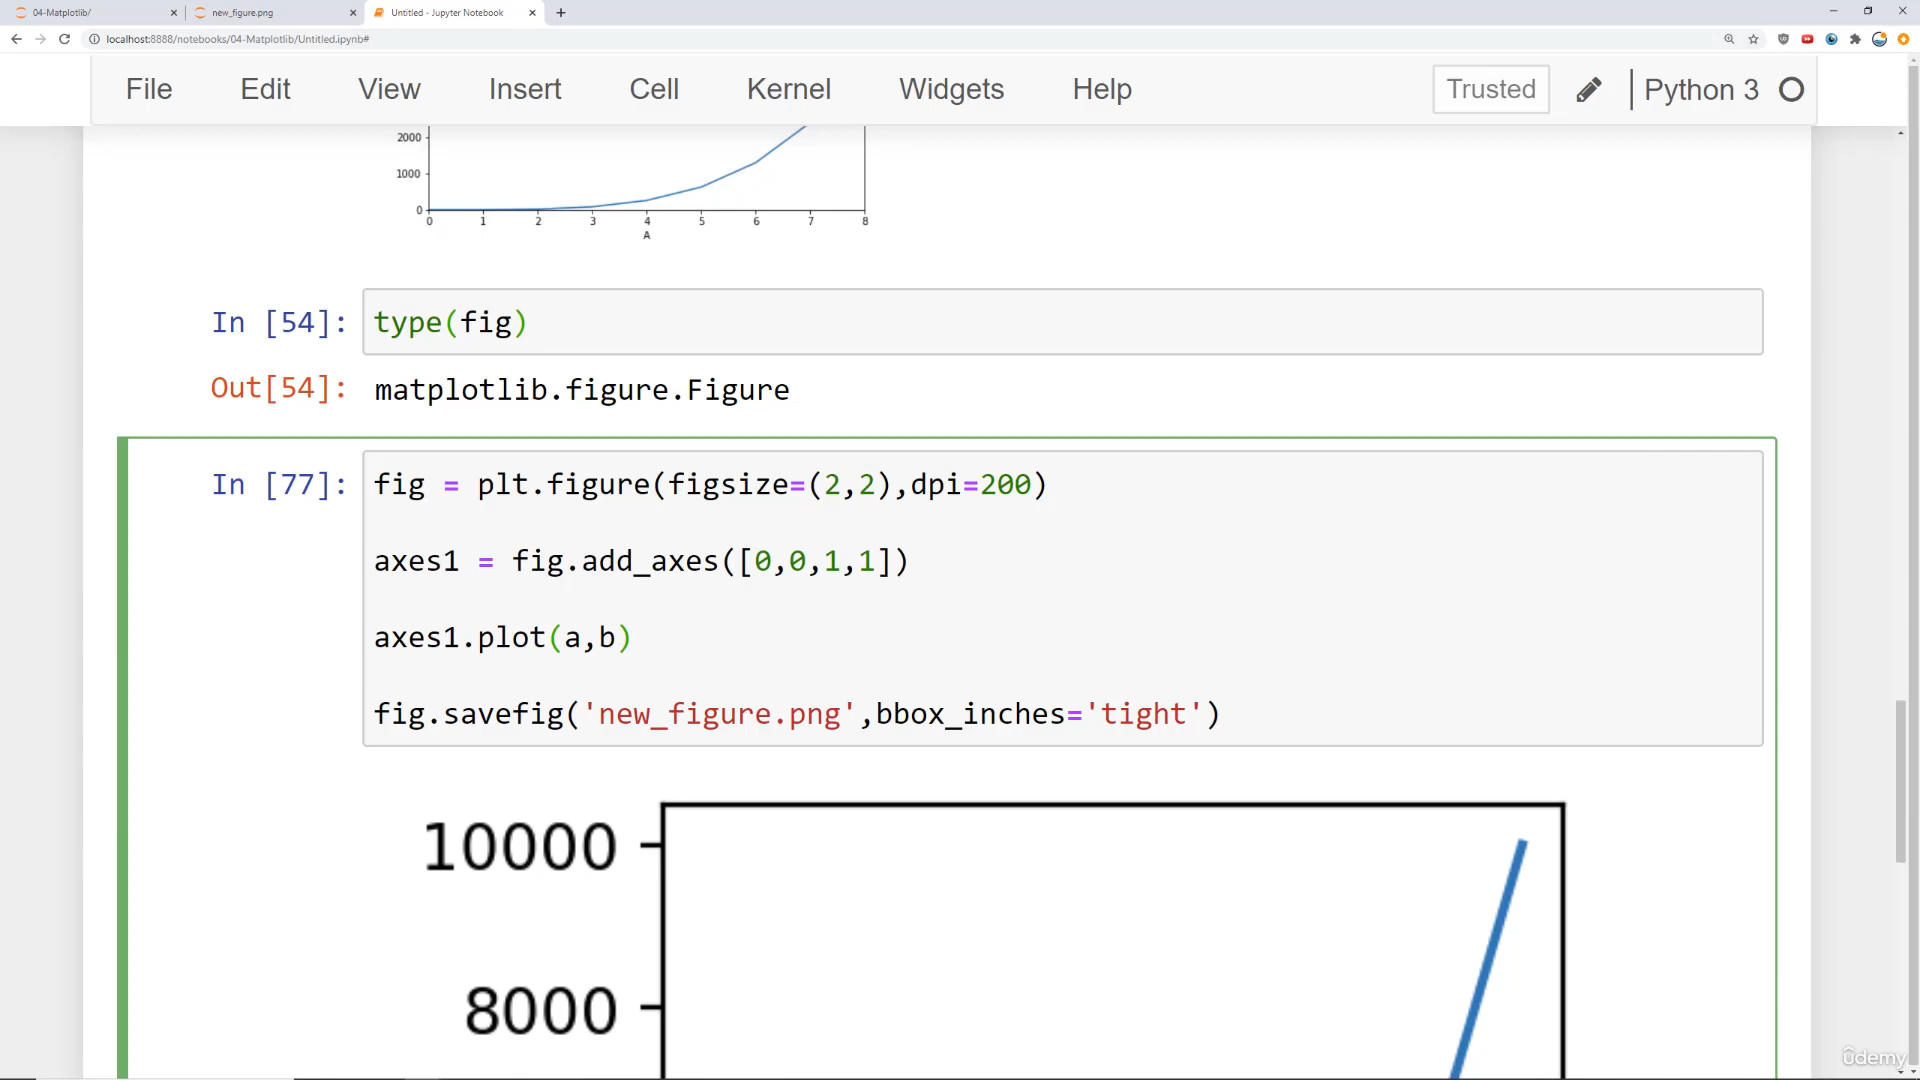 04-Matplotlib/
new_figure.png
Untitled - Jupyter Notebook
localhost:8888/notebooks/04-Matplotlib/Untitled.ipynb#
File Edit View Insert Cell Kernel Widgets Help Trusted Python 3
2000
1000
0
0 1 2 3 4 5 6 7 8
A
In [54]: type(fig)
Out[54]: matplotlib.figure.Figure
In [77]: fig = plt.figure(figsize=(2,2),dpi=200)
axes1 = fig.add_axes([0,0,1,1])
axes1.plot(a,b)
fig.savefig('new_figure.png',bbox_inches='tight')
10000
8000
ûdemy